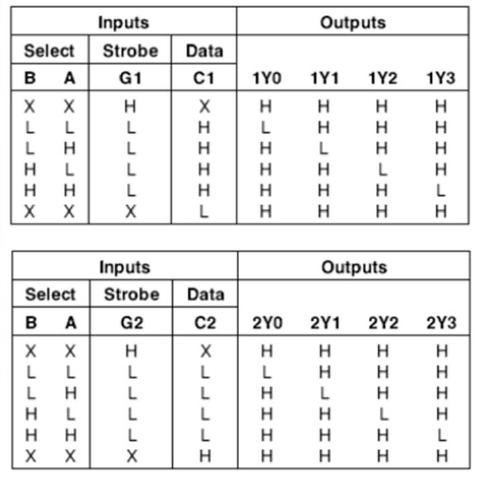 Inputs Outputs
Select Strobe Data
B A G1 C1 1Y0 1Y1 1Y2 1Y3
X X H X H H H H
L L L H L H H H
L H L H H L H H
H L L H H H L H
H H L H H H H L
X X X L H H H H
Inputs Outputs
Select Strobe Data
B A G2 C2 2Y0 2Y1 2Y2 2Y3
X X H X H H H H
L L L L L H H H
L H L L H L H H
H L L L H H L H
H H L L H H H L
X X X H H H H H